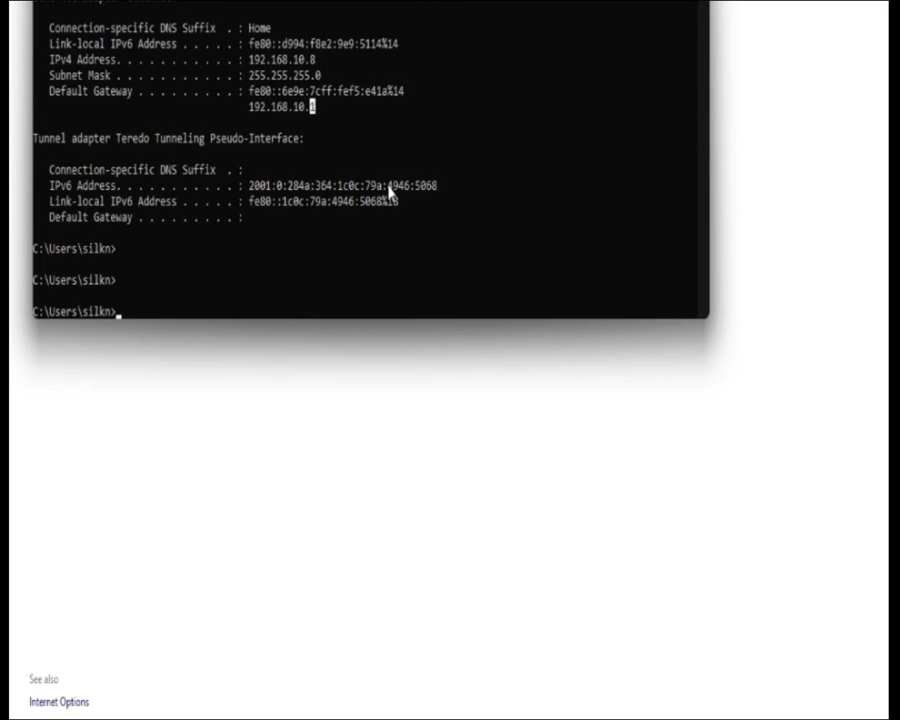 Connection-specific DNS Suffix . : Home
Link-local IPv6 Address . . . . . : fe80::d994:f8e2:9e9:5114%14
IPv4 Address. . . . . . . . . . . : 192.168.10.8
Subnet Mask . . . . . . . . . . . : 255.255.255.0
Default Gateway . . . . . . . . . : fe80::6e9e:7cff:fef5:e41a%14
192.168.10.1
Tunnel adapter Teredo Tunneling Pseudo-Interface:
Connection-specific DNS Suffix . :
IPv6 Address. . . . . . . . . . . : 2001:0:284a:364:1c0c:79a:4946:5068
Link-local IPv6 Address . . . . . : fe80::1c0c:79a:4946:5068%18
Default Gateway . . . . . . . . . :
C:\Users\silkn>
C:\Users\silkn>
C:\Users\silkn>
See also
Internet Options